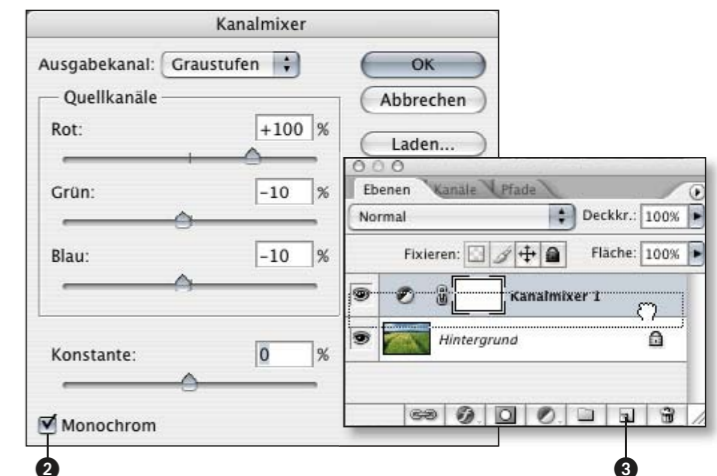 Kanalmixer
Ausgabekanal: Graustufen
OK
Quellkanäle
Abbrechen
Rot: +100 %
Laden...
Grün: -10 %
Blau: -10 %
Konstante: 0 %
Monochrom
Ebenen Kanäle Pfade
Normal Deckkr.: 100%
Fixieren: Fläche: 100%
Kanalmixer 1
Hintergrund
2 3